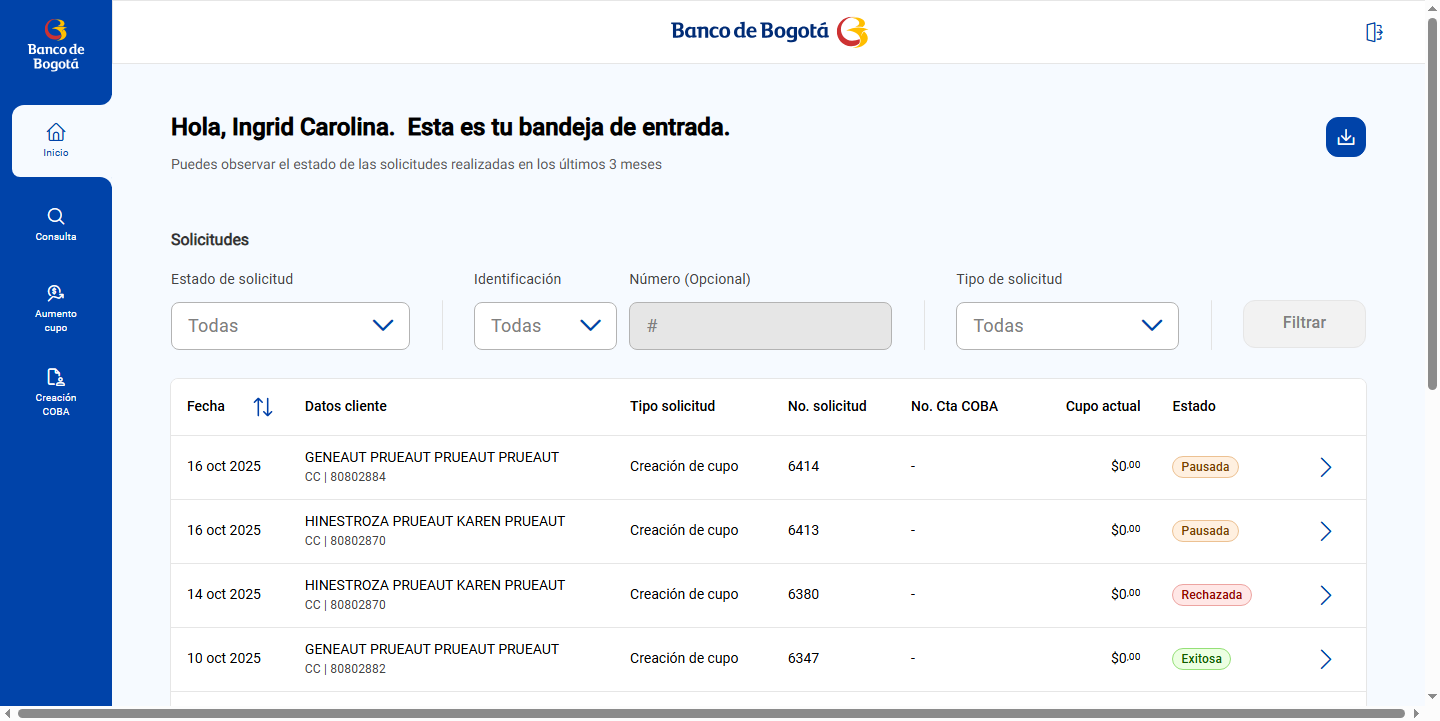 Banco de
Bogotá
Banco de Bogotá
Inicio
Consulta
Aumento
cupo
Creación
COBA
Hola, Ingrid Carolina.  Esta es tu bandeja de entrada.
Puedes observar el estado de las solicitudes realizadas en los últimos 3 meses
Solicitudes
Estado de solicitud Identificación Número (Opcional) Tipo de solicitud
Todas Todas # Todas Filtrar
Fecha Datos cliente Tipo solicitud No. solicitud No. Cta COBA Cupo actual Estado
16 oct 2025 GENEAUT PRUEAUT PRUEAUT PRUEAUT Creación de cupo 6414 - $0.00 Pausada
CC | 80802884
16 oct 2025 HINESTROZA PRUEAUT KAREN PRUEAUT Creación de cupo 6413 - $0.00 Pausada
CC | 80802870
14 oct 2025 HINESTROZA PRUEAUT KAREN PRUEAUT Creación de cupo 6380 - $0.00 Rechazada
CC | 80802870
10 oct 2025 GENEAUT PRUEAUT PRUEAUT PRUEAUT Creación de cupo 6347 - $0.00 Exitosa
CC | 80802882